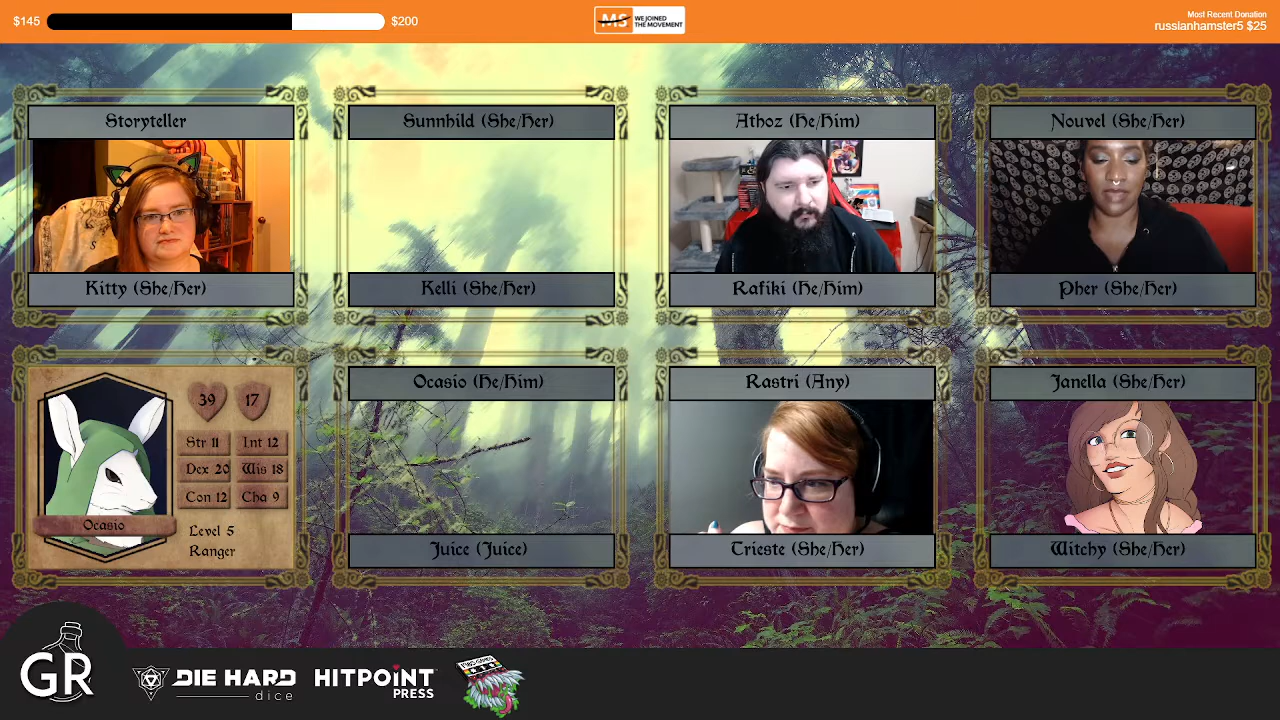 $145
$200
MS WE JOINED
THE MOVEMENT
Most Recent Donation
russianhamster5 $25
Storyteller
Sunnhild (She/Her)
Athoz (He/Him)
Nouvel (She/Her)
Kitty (She/Her)
Kelli (She/Her)
Rafiki (He/Him)
Pher (She/Her)
39
17
Str 11
Int 12
Dex 20
Wis 18
Con 12
Cha 9
Ocasio
Level 5
Ranger
Ocasio (He/Him)
Rastri (Any)
Janella (She/Her)
Juice (Juice)
Trieste (She/Her)
Witchy (She/Her)
GR
DIE HARD
dice
HITPOINT
PRESS